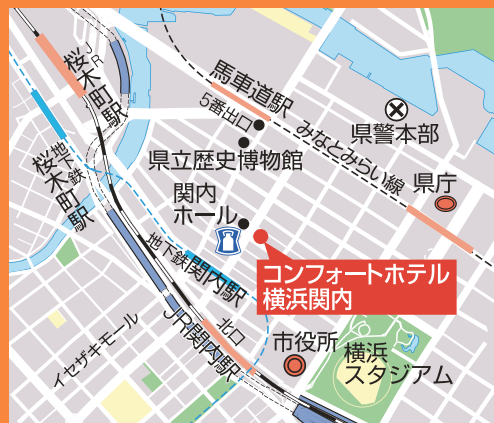 JR
桜木町駅
地下鉄
桜木町駅
馬車道駅
5番出口
みなとみらい線
県警本部
県立歴史博物館
県庁
関内
ホール
地下鉄関内駅
コンフォートホテル
横浜関内
北口
JR関内駅
イセザキモール
市役所
横浜
スタジアム